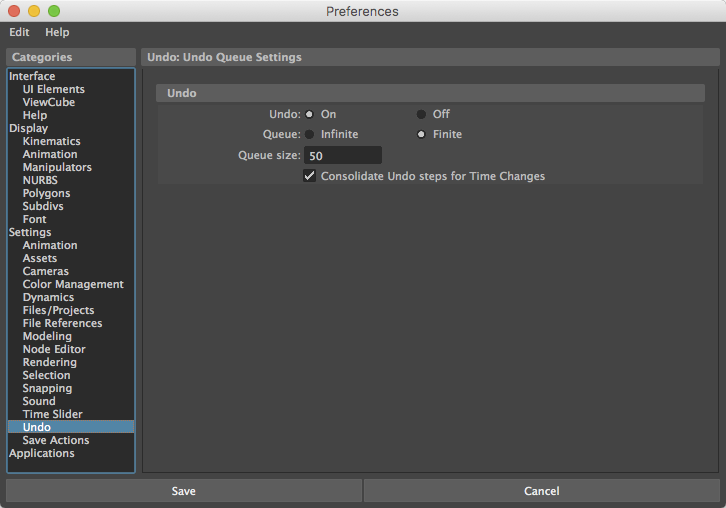 Preferences
Edit Help
Categories
Interface
UI Elements
ViewCube
Help
Display
Kinematics
Animation
Manipulators
NURBS
Polygons
Subdivs
Font
Settings
Animation
Assets
Cameras
Color Management
Dynamics
Files/Projects
File References
Modeling
Node Editor
Rendering
Selection
Snapping
Sound
Time Slider
Undo
Save Actions
Applications
Undo: Undo Queue Settings
Undo
Undo: On Off
Queue: Infinite Finite
Queue size: 50
Consolidate Undo steps for Time Changes
Save Cancel